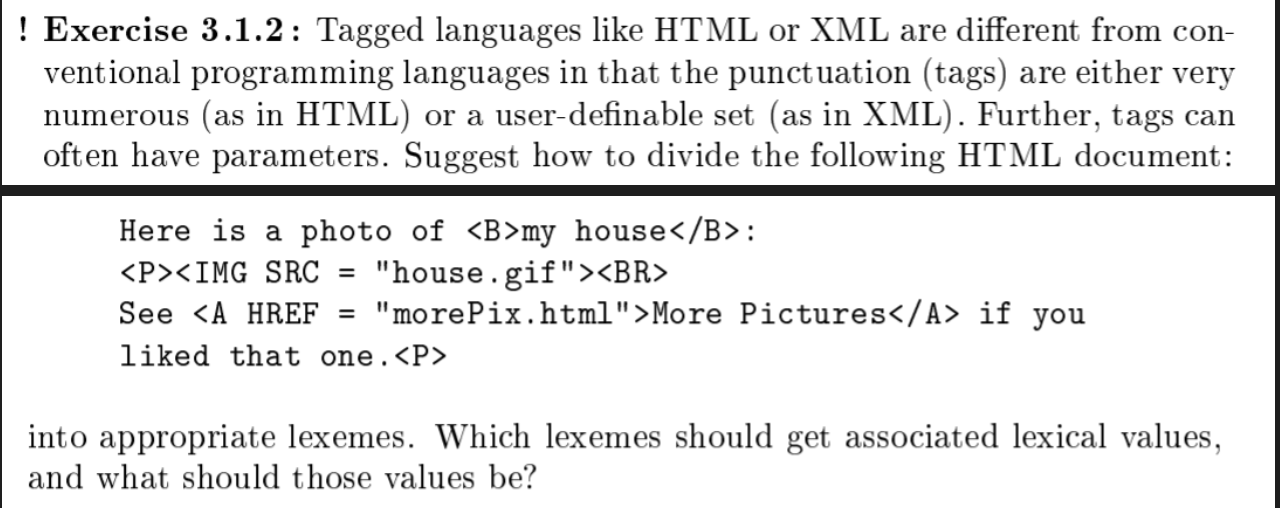 ! Exercise 3.1.2: Tagged languages like HTML or XML are different from con-
ventional programming languages in that the punctuation (tags) are either very
numerous (as in HTML) or a user-definable set (as in XML). Further, tags can
often have parameters. Suggest how to divide the following HTML document:
Here is a photo of <B>my house</B>:
<P><IMG SRC = "house.gif"><BR>
See <A HREF = "morePix.html">More Pictures</A> if you
liked that one.<P>
into appropriate lexemes. Which lexemes should get associated lexical values,
and what should those values be?